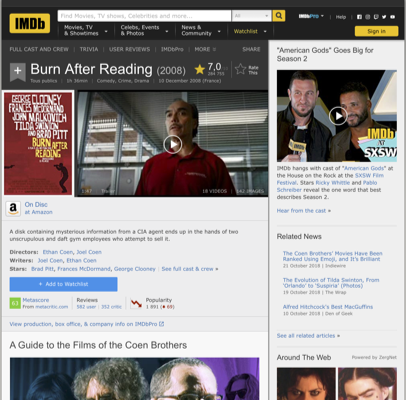 IMDb
Find Movies, TV shows, Celebrities and more...
All
IMDbPro
Help
Movies, TV
& Showtimes
Celebs, Events
& Photos
News &
Community
Watchlist
Sign in
FULL CAST AND CREW | TRIVIA | USER REVIEWS | IMDbPro | MORE
SHARE
Burn After Reading (2008)
7,0
Rate
This
Tous publics | 1h 36min | Comedy, Crime, Drama | 10 December 2008 (France)
GEORGE CLOONEY
FRANCES McDORMAND
JOHN MALKOVICH
TILDA SWINTON
AND BRAD PITT
BURN AFTER
READING
1:47 Trailer
18 VIDEOS | 142 IMAGES
On Disc
at Amazon
A disk containing mysterious information from a CIA agent ends up in the hands of two
unscrupulous and daft gym employees who attempt to sell it.
Directors: Ethan Coen, Joel Coen
Writers: Joel Coen, Ethan Coen
Stars: Brad Pitt, Frances McDormand, George Clooney | See full cast & crew »
+ Add to Watchlist
63
Metascore
From metacritic.com
Reviews
562 user | 352 critic
Popularity
1 891
View production, box office, & company info on IMDbPro
A Guide to the Films of the Coen Brothers
"American Gods" Goes Big for
Season 2
IMDb
SXSW
IMDb hangs with cast of "American Gods" at
the House on the Rock at the SXSW Film
Festival. Stars Ricky Whittle and Pablo
Schreiber reveal the one word that best
describes Season 2.
Hear from the cast »
Related News
The Coen Brothers' Movies Have Been
Ranked Using Emoji, and It's Brilliant
21 October 2018 | Indiewire
The Evolution of Tilda Swinton, From
'Orlando' to 'Suspiria' (Photos)
19 October 2018 | The Wrap
Alfred Hitchcock's Best MacGuffins
10 October 2018 | Den of Geek
See all related articles »
Around The Web
Powered by ZergNet